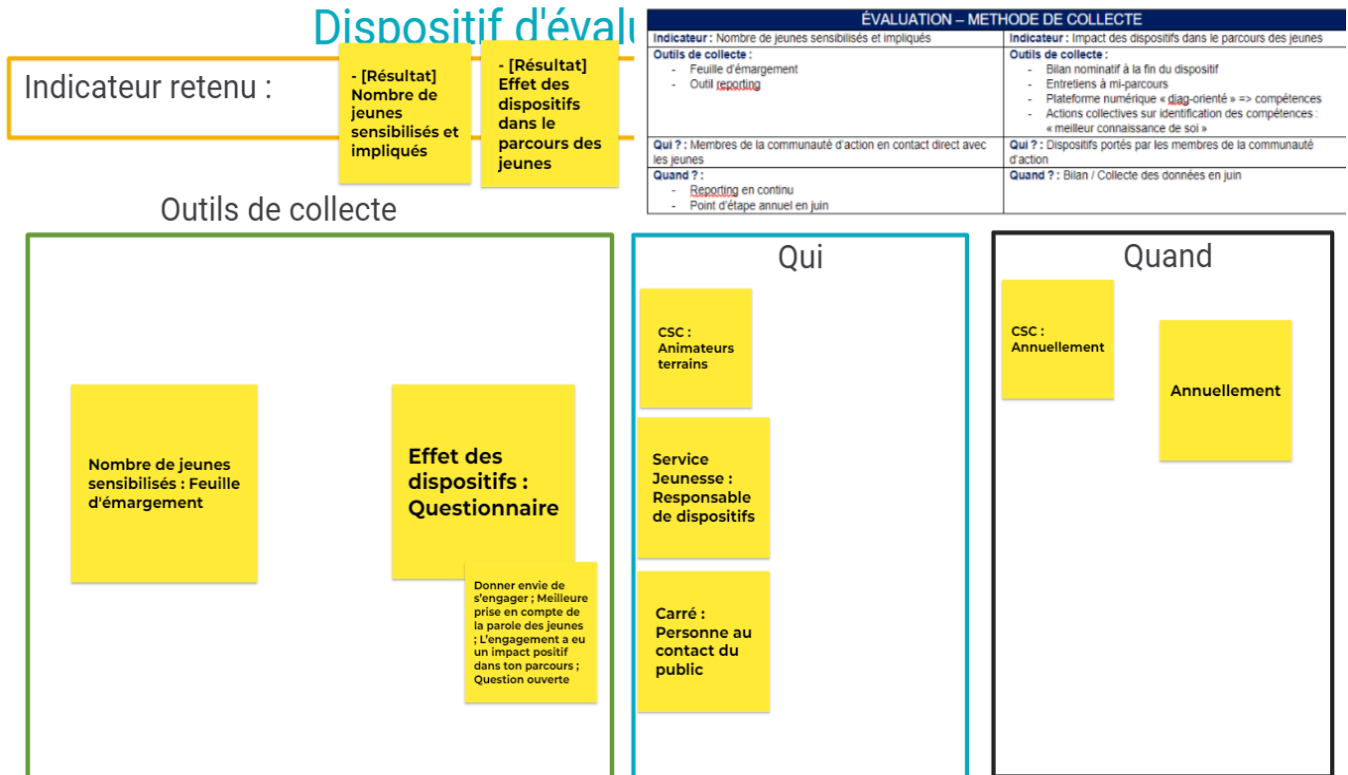 Dispositif d'évalu
Indicateur retenu :
- [Résultat]
Nombre de
jeunes
sensibilisés et
impliqués
- [Résultat]
Effet des
dispositifs
dans le
parcours des
jeunes
ÉVALUATION – METHODE DE COLLECTE
Indicateur : Nombre de jeunes sensibilisés et impliqués
Indicateur : Impact des dispositifs dans le parcours des jeunes
Outils de collecte :
- Feuille d'émargement
- Outil reporting
Outils de collecte :
- Bilan nominatif à la fin du dispositif
- Entretiens à mi-parcours
- Plateforme numérique « diag-orienté » => compétences
- Actions collectives sur identification des compétences :
« meilleur connaissance de soi »
Qui ? : Membres de la communauté d'action en contact direct avec
les jeunes
Qui ? : Dispositifs portés par les membres de la communauté
d'action
Quand ? :
- Reporting en continu
- Point d'étape annuel en juin
Quand ? : Bilan / Collecte des données en juin
Outils de collecte
Nombre de jeunes
sensibilisés : Feuille
d'émargement
Effet des
dispositifs :
Questionnaire
Donner envie de
s'engager ; Meilleure
prise en compte de
la parole des jeunes
; L'engagement a eu
un impact positif
dans ton parcours ;
Question ouverte
Qui
CSC :
Animateurs
terrains
Service
Jeunesse :
Responsable
de dispositifs
Carré :
Personne au
contact du
public
Quand
CSC :
Annuellement
Annuellement